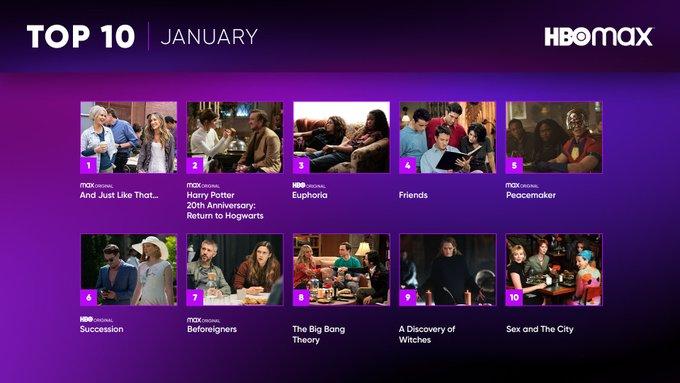 TOP 10 | JANUARY
HBOmax
1
2
3
4
5
max ORIGINAL
And Just Like That...
max ORIGINAL
Harry Potter
20th Anniversary:
Return to Hogwarts
HBO ORIGINAL
Euphoria
Friends
max ORIGINAL
Peacemaker
6
7
8
9
10
HBO ORIGINAL
Succession
max ORIGINAL
Beforeigners
The Big Bang
Theory
A Discovery of
Witches
Sex and The City